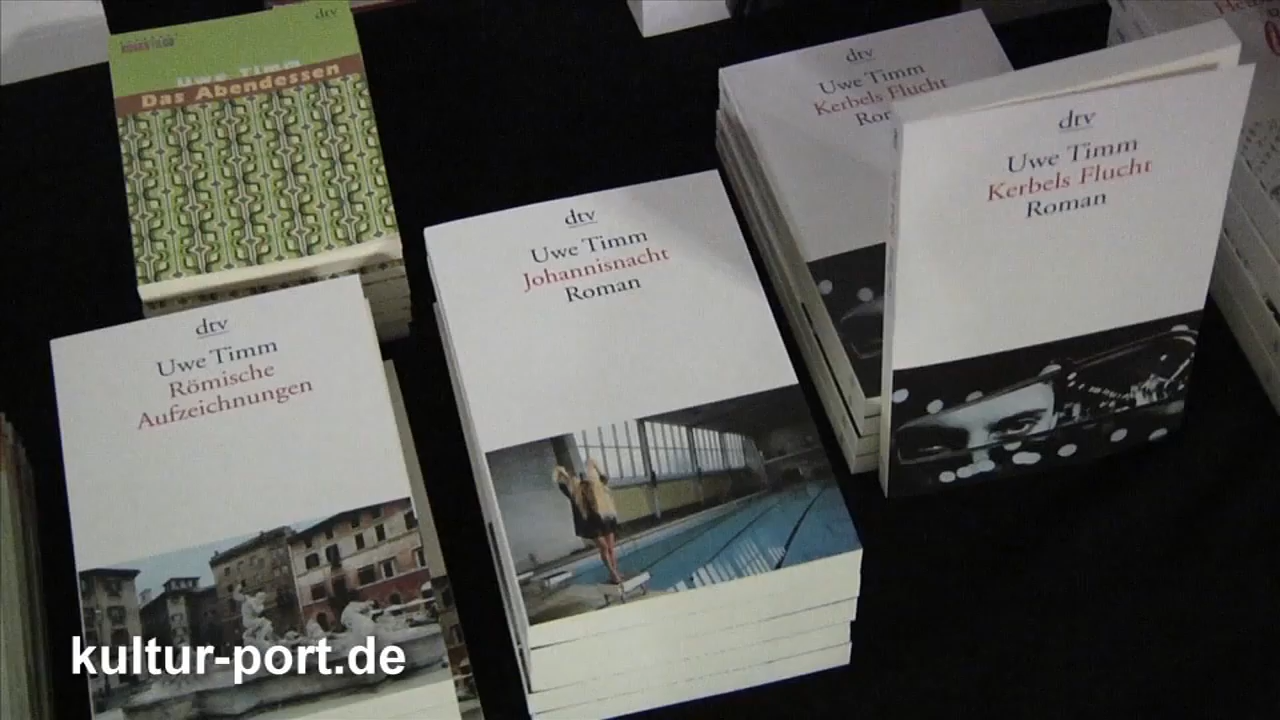 dtv
Uwe Timm
Das Abendessen
dtv
Uwe Timm
Römische
Aufzeichnungen
dtv
Uwe Timm
Johannisnacht
Roman
dtv
Uwe Timm
Kerbels Flucht
dtv
Uwe Timm
Kerbels Flucht
Roman
kultur-port.de